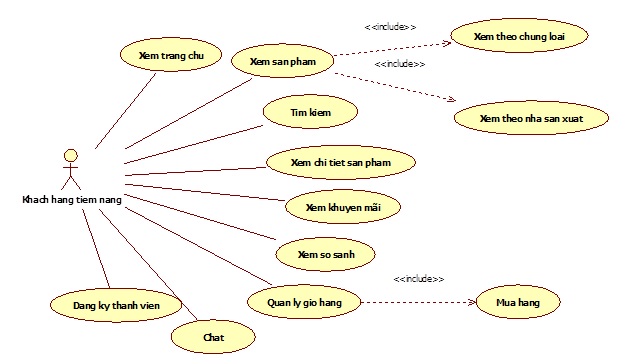 <<include>>
Xem theo chung loai
Xem trang chu
Xem san pham
<<include>>
Tim kiem
Xem theo nha san xuat
Xem chi tiet san pham
Khach hang tiem nang
Xem khuyen mãi
Xem so sanh
<<include>>
Dang ky thanh vien
Quan ly gio hang
Mua hang
Chat